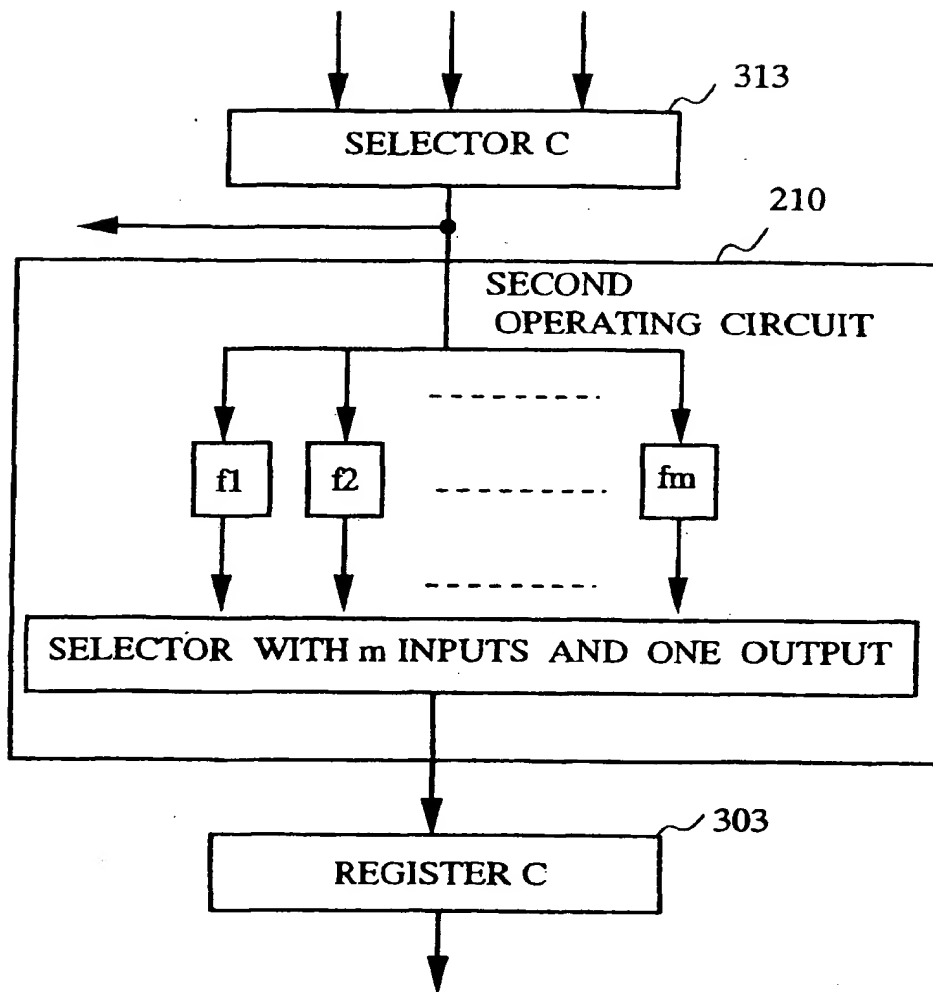 313
SELECTOR C
210
SECOND
OPERATING CIRCUIT
f1 f2 fm
SELECTOR WITH m INPUTS AND ONE OUTPUT
303
REGISTER C